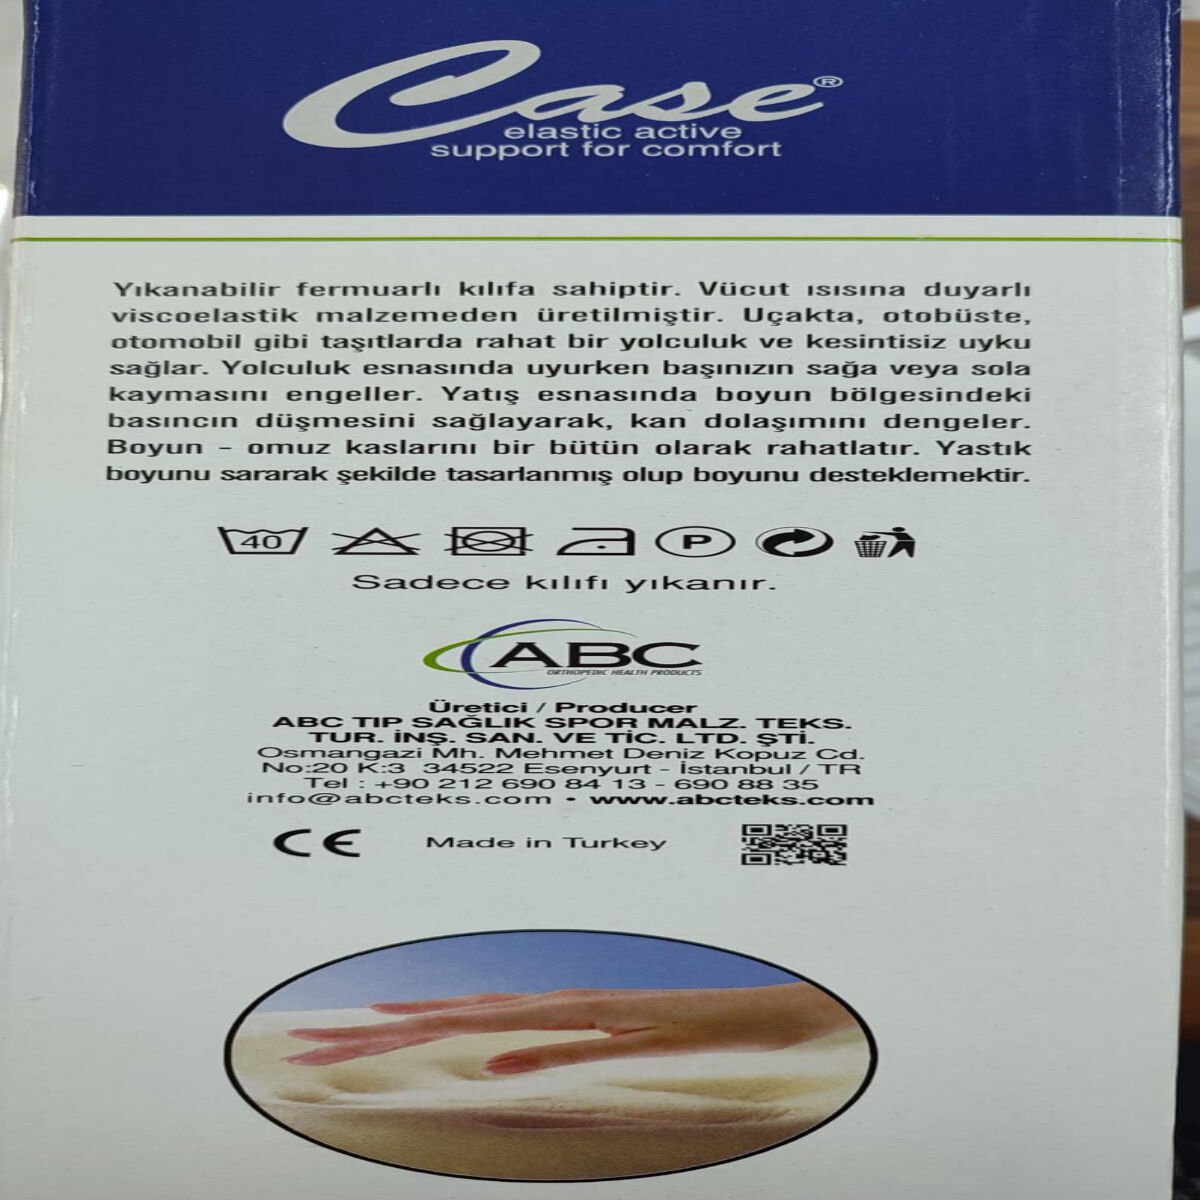 Case®
elastic active
support for comfort
Yıkanabilir fermuarlı kılıfa sahiptir. Vücut ısısına duyarlı
viscoelastik malzemeden üretilmiştir. Uçakta, otobüste,
otomobil gibi taşıtlarda rahat bir yolculuk ve kesintisiz uyku
sağlar. Yolculuk esnasında uyurken başınızın sağa veya sola
kaymasını engeller. Yatış esnasında boyun bölgesindeki
basıncın düşmesini sağlayarak, kan dolaşımını dengeler.
Boyun - omuz kaslarını bir bütün olarak rahatlatır. Yastık
boyunu sararak şekilde tasarlanmış olup boyunu desteklemektir.
40 P
Sadece kılıfı yıkanır.
ABC
ORTHOPEDIC HEALTH PRODUCTS
Üretici / Producer
ABC TIP SAĞLIK SPOR MALZ. TEKS.
TUR. İNŞ. SAN. VE TİC. LTD. ŞTİ.
Osmangazi Mh. Mehmet Deniz Kopuz Cd.
No:20 K:3 34522 Esenyurt - İstanbul / TR
Tel : +90 212 690 84 13 - 690 88 35
info@abcteks.com • www.abcteks.com
CE Made in Turkey